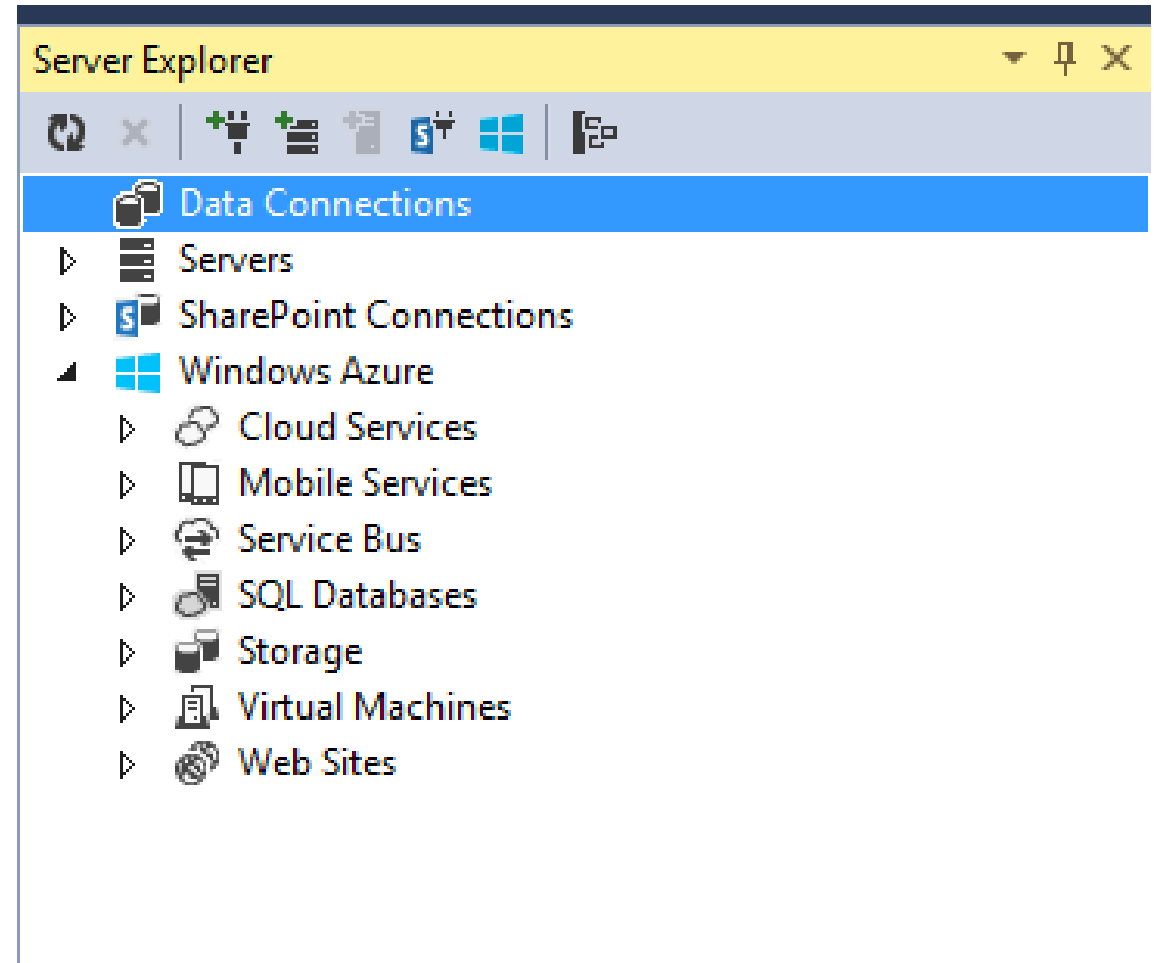 Server Explorer
Data Connections
Servers
SharePoint Connections
Windows Azure
Cloud Services
Mobile Services
Service Bus
SQL Databases
Storage
Virtual Machines
Web Sites